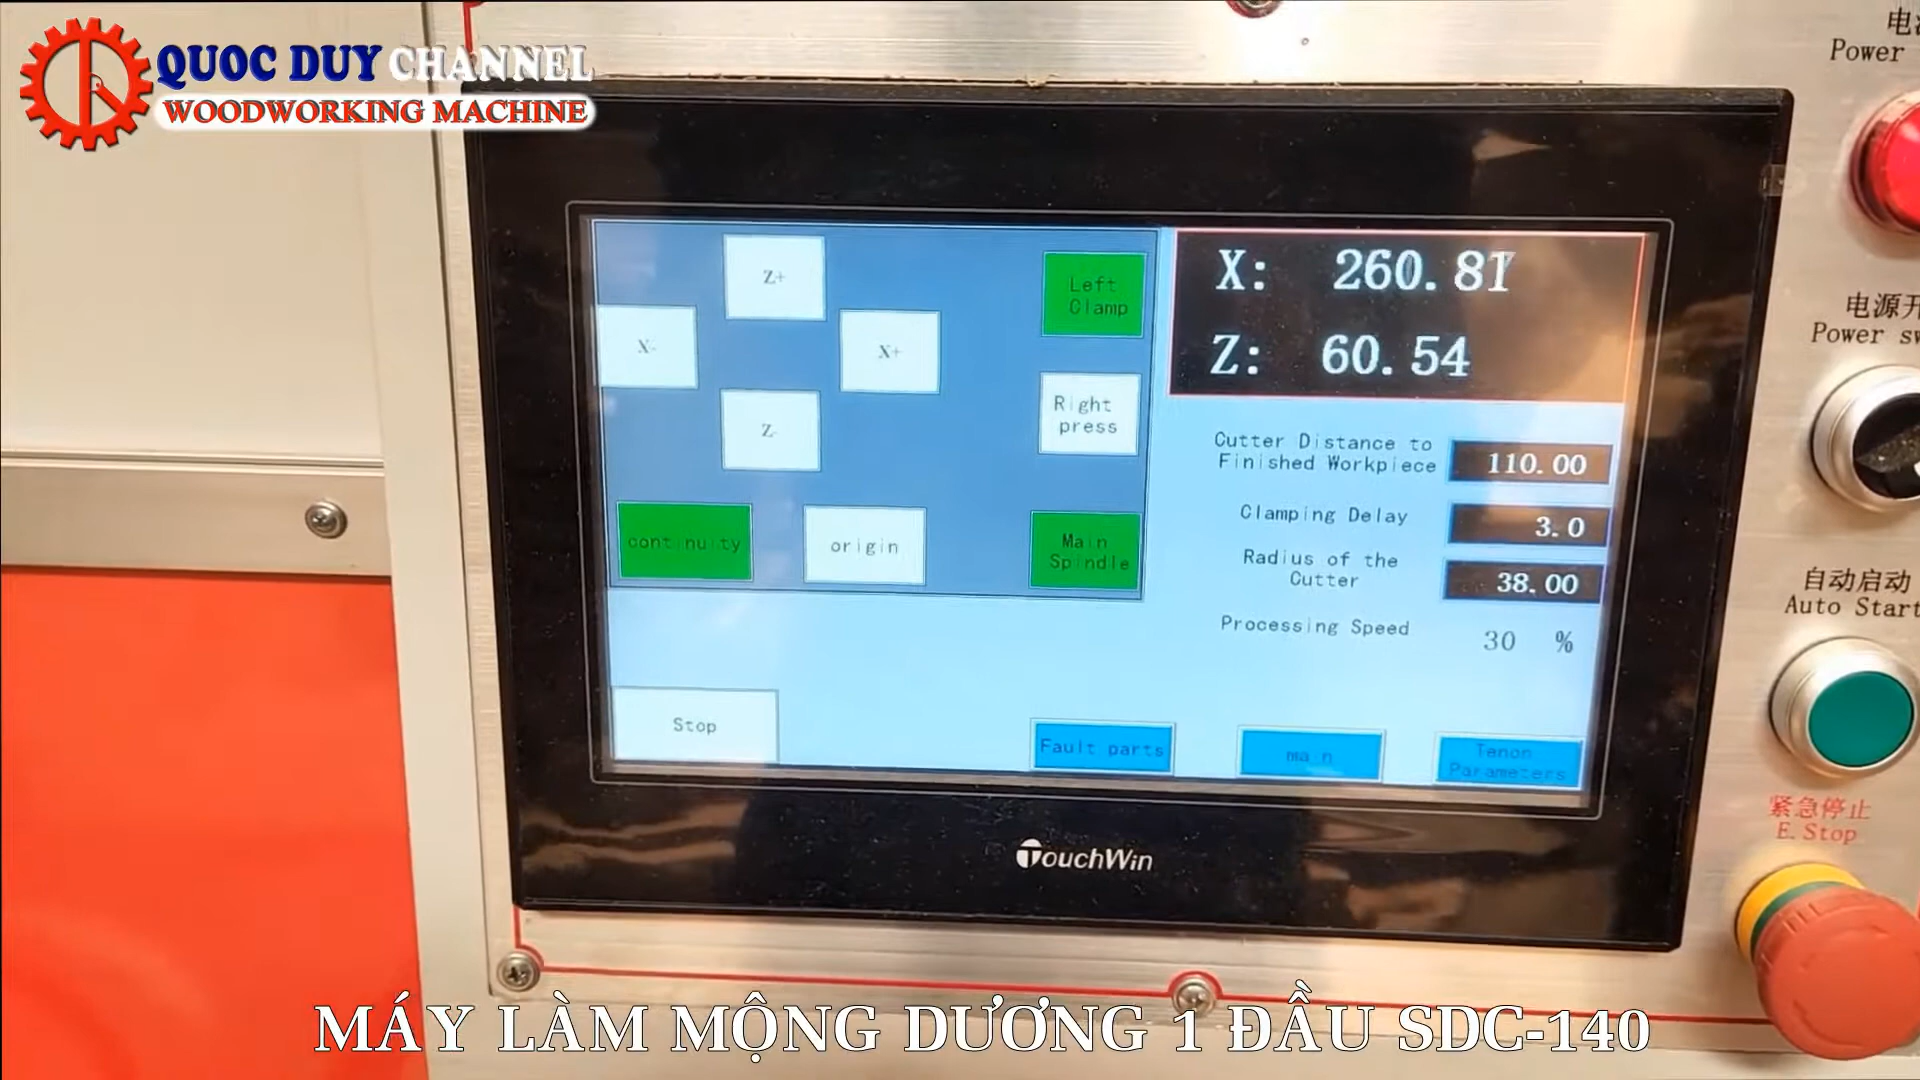 QUOC DUY CHANNEL
WOODWORKING MACHINE
Power
Z+
X-
X+
Z-
Left
Clamp
Right
press
continuity
origin
Main
Spindle
Stop
X: 260.81
Z: 60.54
Cutter Distance to
Finished Workpiece
110.00
Clamping Delay
3.0
Radius of the
Cutter
38.00
Processing Speed
30 %
Fault parts
main
Tenon
Parameters
TouchWin
电源开
Power sw
自动启动
Auto Start
紧急停止
E.Stop
MÁY LÀM MỘNG DƯƠNG 1 ĐẦU SDC-140